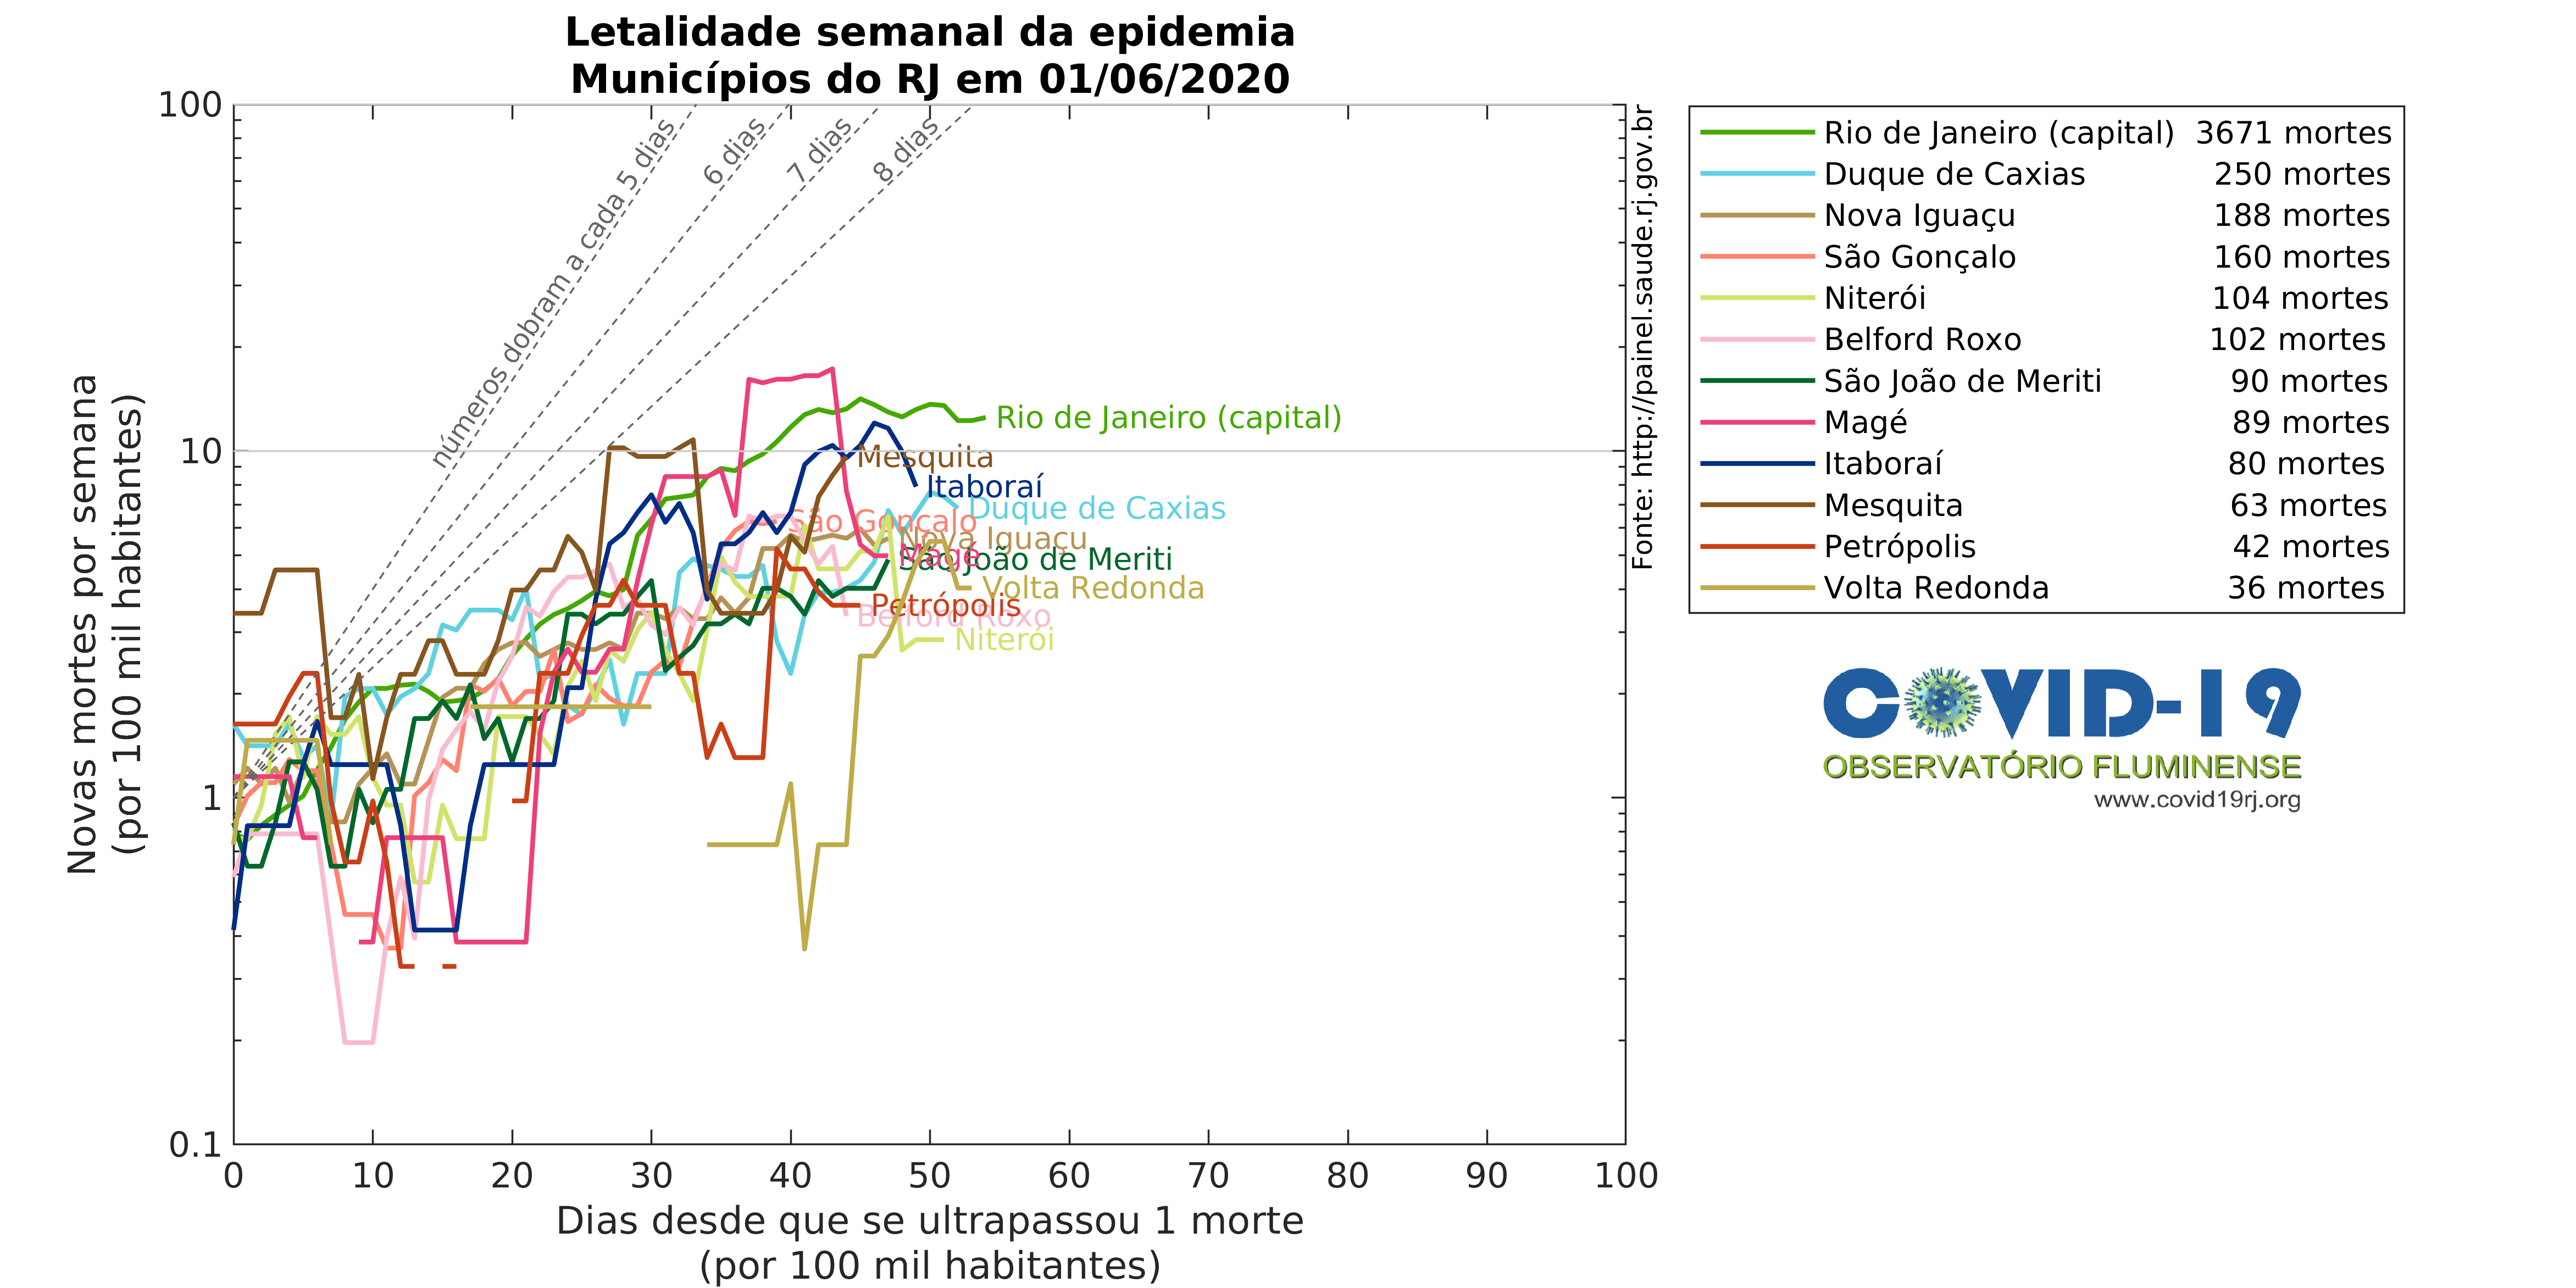 Letalidade semanal da epidemia
Municípios do RJ em 01/06/2020
100
10
1
0.1
Novas mortes por semana
(por 100 mil habitantes)
números dobram a cada 5 dias
6 dias
7 dias
8 dias
Rio de Janeiro (capital)
Mesquita
Itaboraí
Duque de Caxias
São Gonçalo
Nova Iguaçu
Magé
São João de Meriti
Volta Redonda
Petrópolis
Belford Roxo
Niterói
0 10 20 30 40 50 60 70 80 90 100
Dias desde que se ultrapassou 1 morte
(por 100 mil habitantes)
Fonte: http://painel.saude.rj.gov.br
Rio de Janeiro (capital) 3671 mortes
Duque de Caxias 250 mortes
Nova Iguaçu 188 mortes
São Gonçalo 160 mortes
Niterói 104 mortes
Belford Roxo 102 mortes
São João de Meriti 90 mortes
Magé 89 mortes
Itaboraí 80 mortes
Mesquita 63 mortes
Petrópolis 42 mortes
Volta Redonda 36 mortes
COVID-19
OBSERVATÓRIO FLUMINENSE
www.covid19rj.org